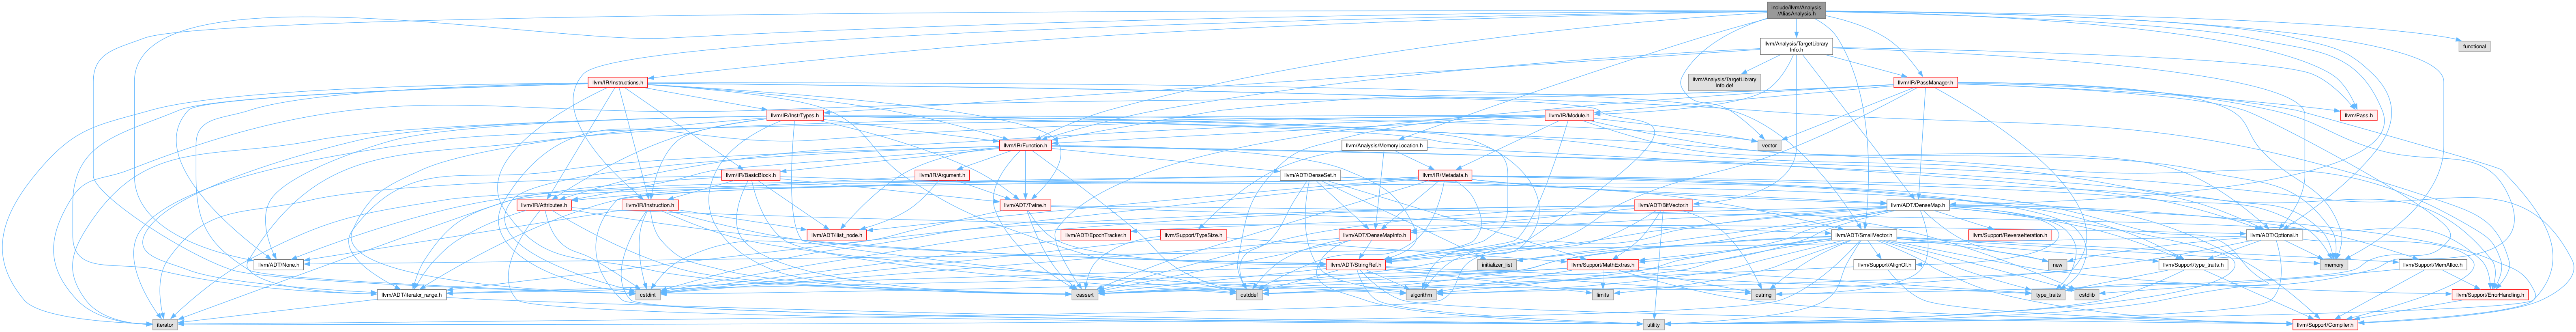 include/llvm/Analysis
/AliasAnalysis.h
functional
llvm/Analysis/TargetLibrary
Info.h
llvm/IR/Instructions.h
llvm/Analysis/TargetLibrary
Info.def
llvm/IR/PassManager.h
llvm/IR/InstrTypes.h
llvm/IR/Module.h
llvm/Pass.h
llvm/IR/Function.h
llvm/Analysis/MemoryLocation.h
vector
llvm/IR/BasicBlock.h
llvm/IR/Argument.h
llvm/ADT/DenseSet.h
llvm/IR/Metadata.h
llvm/IR/Attributes.h
llvm/IR/Instruction.h
llvm/ADT/Twine.h
llvm/ADT/BitVector.h
llvm/ADT/DenseMap.h
llvm/ADT/ilist_node.h
llvm/ADT/EpochTracker.h
llvm/Support/TypeSize.h
llvm/ADT/DenseMapInfo.h
llvm/ADT/SmallVector.h
llvm/Support/ReverseIteration.h
llvm/ADT/Optional.h
llvm/ADT/None.h
llvm/ADT/StringRef.h
initializer_list
llvm/Support/MathExtras.h
llvm/Support/AlignOf.h
new
llvm/Support/type_traits.h
memory
llvm/Support/MemAlloc.h
llvm/ADT/iterator_range.h
cstdint
cassert
cstddef
algorithm
limits
cstring
type_traits
cstdlib
llvm/Support/ErrorHandling.h
iterator
utility
llvm/Support/Compiler.h